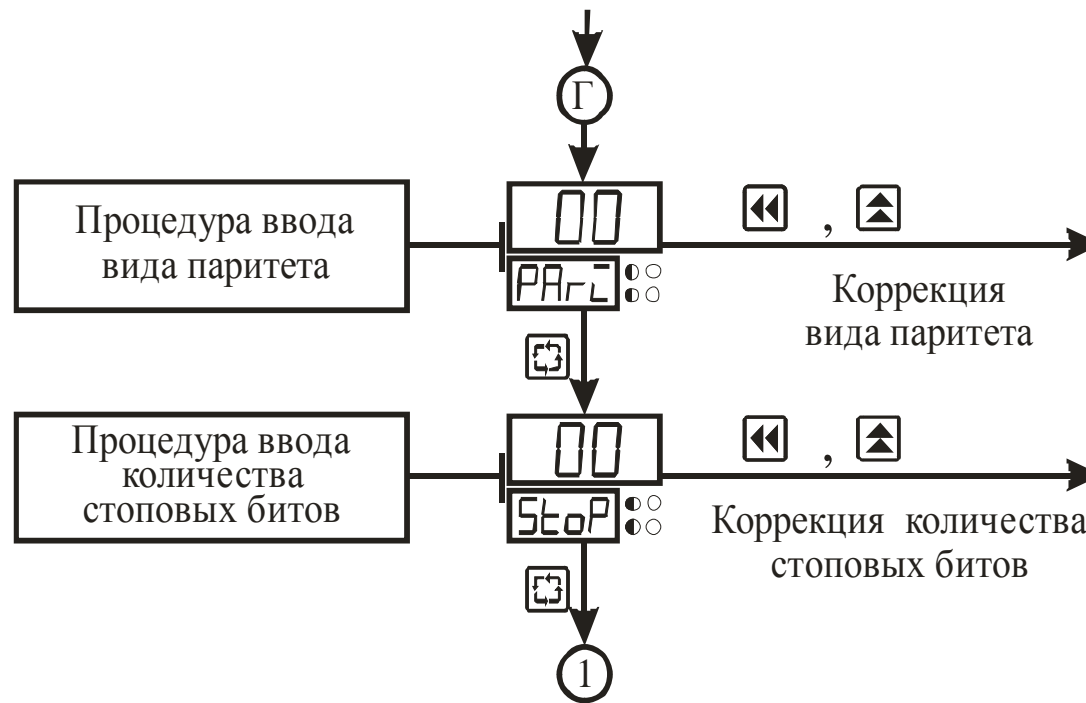 Г
Процедура ввода
вида паритета
00
PAri
,
Коррекция
вида паритета
Процедура ввода
количества
стоповых битов
00
StoP
,
Коррекция количества
стоповых битов
1